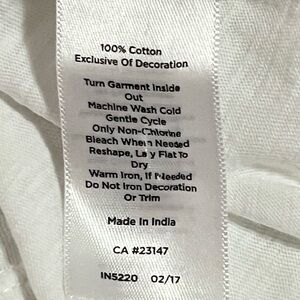 100% Cotton
Exclusive Of Decoration
Turn Garment Inside
Out
Machine Wash Cold
Gentle Cycle
Only Non-Chlorine
Bleach When Needed
Reshape, Lay Flat To
Dry
Warm Iron, If Needed
Do Not Iron Decoration
Or Trim
Made In India
CA #23147
IN5220 02/17